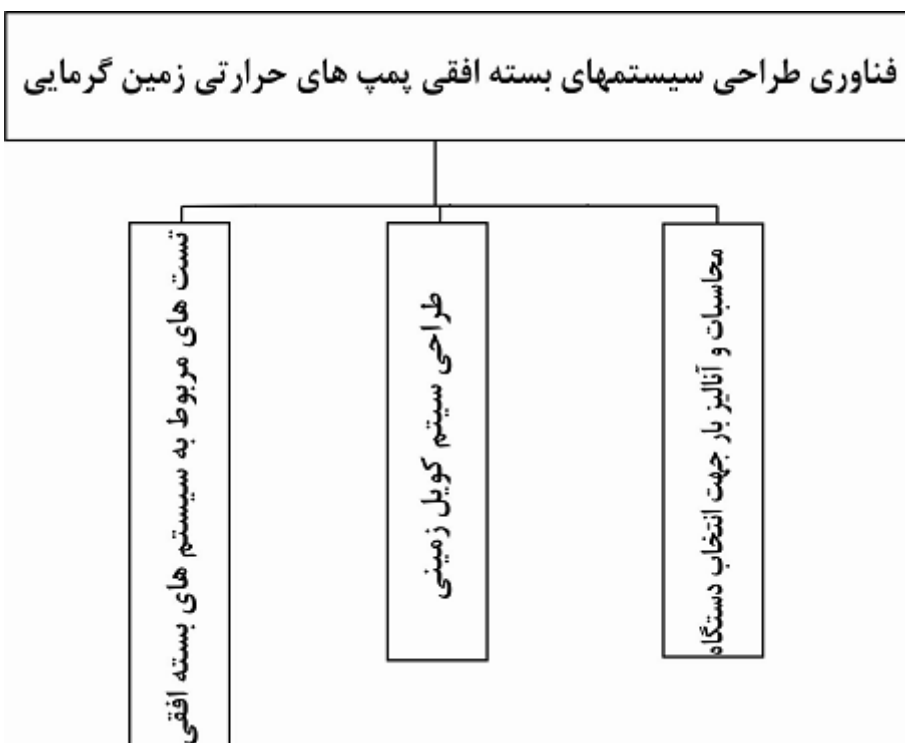 فناوری طراحی سیستمهای بسته افقی پمپ های حرارتی زمین گرمایی
محاسبات و آنالیز بار جهت انتخاب دستگاه
طراحی سیتم کویل زمینی
تست های مربوط به سیستم های بسته افقی